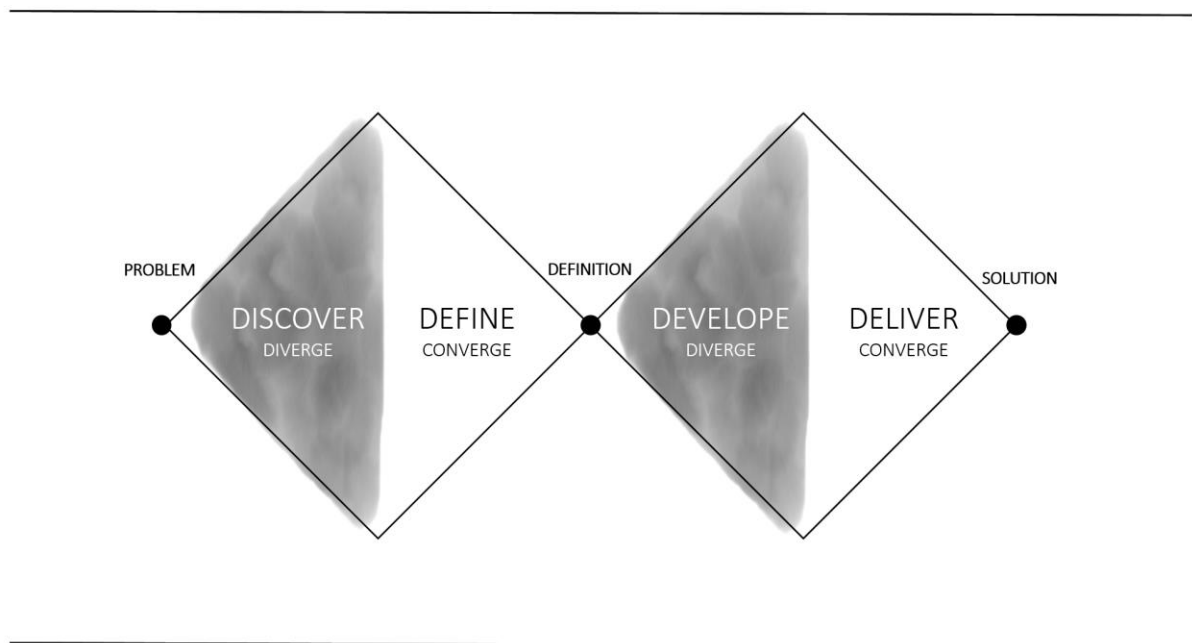 PROBLEM
DEFINITION
SOLUTION
DISCOVER
DIVERGE
DEFINE
CONVERGE
DEVELOPE
DIVERGE
DELIVER
CONVERGE